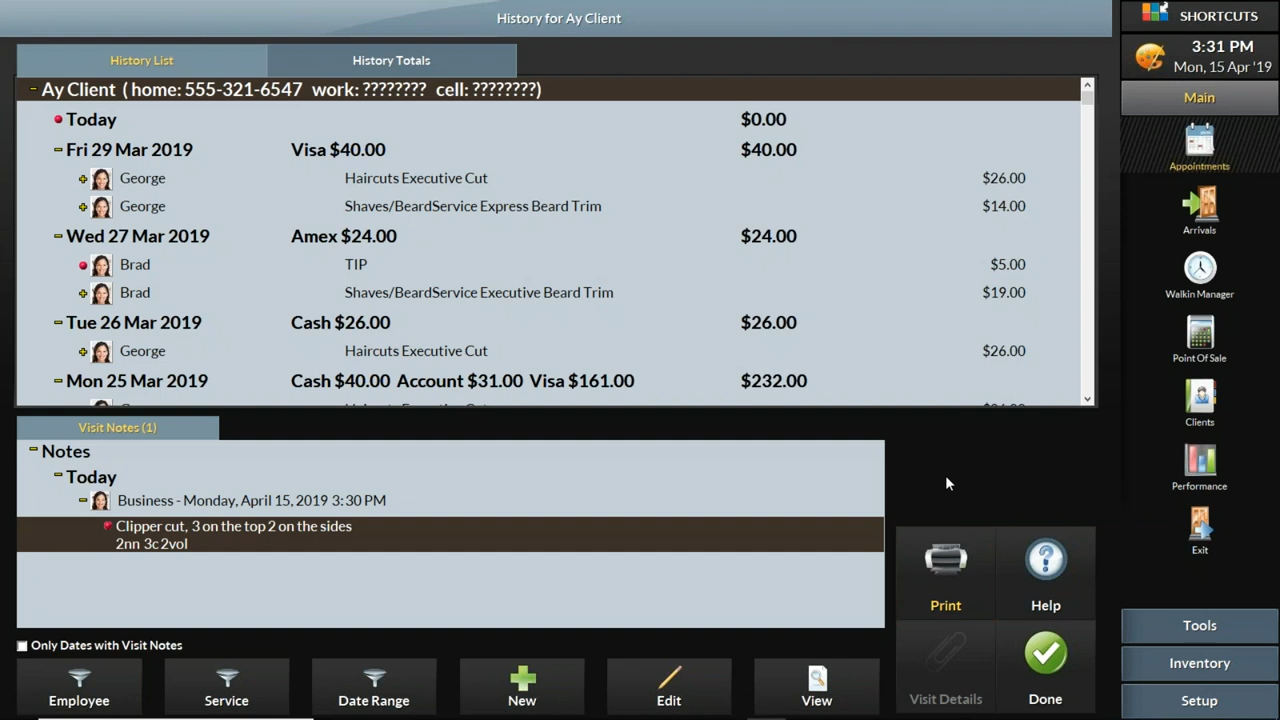 History for Ay Client
SHORTCUTS
3:31 PM
Mon, 15 Apr '19
History List
History Totals
Main
Ay Client ( home: 555-321-6547 work: ???????? cell: ????????)
Today $0.00
Fri 29 Mar 2019 Visa $40.00 $40.00
George Haircuts Executive Cut $26.00
George Shaves/BeardService Express Beard Trim $14.00
Wed 27 Mar 2019 Amex $24.00 $24.00
Brad TIP $5.00
Brad Shaves/BeardService Executive Beard Trim $19.00
Tue 26 Mar 2019 Cash $26.00 $26.00
George Haircuts Executive Cut $26.00
Mon 25 Mar 2019 Cash $40.00 Account $31.00 Visa $161.00 $232.00
Appointments
Arrivals
Walkin Manager
Point Of Sale
Clients
Performance
Exit
Visit Notes (1)
Notes
Today
Business - Monday, April 15, 2019 3:30 PM
Clipper cut, 3 on the top 2 on the sides
2nn 3c 2vol
Only Dates with Visit Notes
Employee
Service
Date Range
New
Edit
View
Print
Help
Visit Details
Done
Tools
Inventory
Setup